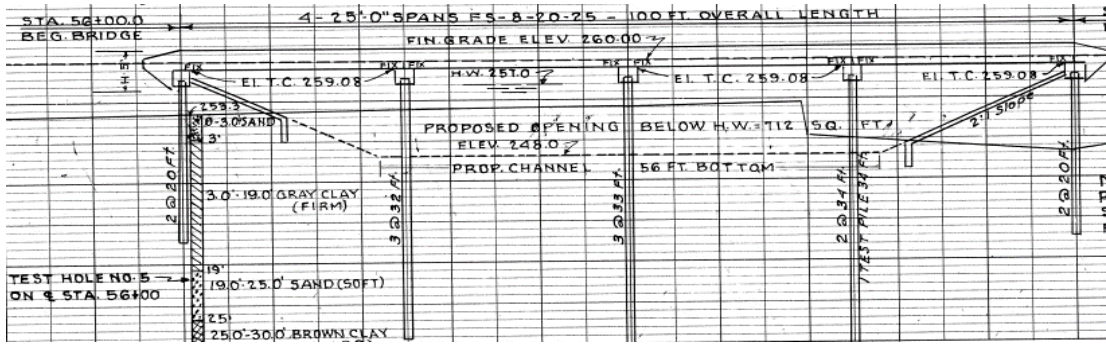 STA. 56+00.0
BEG. BRIDGE
4-25'-0" SPANS FS-8-20-25 - 100 FT. OVERALL LENGTH
FIN. GRADE ELEV. 260.00
H. 5'
FIX
FIX FIX
H.W. 257.0
FIX FIX
FIX
FIX
El. T.C. 259.08
El. T.C. 259.08
El. T.C. 259.08
253.3
0-3.0 SAND
3'
PROPOSED OPENING BELOW H.W. = 712 SQ. FT.
ELEV. 248.0
PROP. CHANNEL 56 FT. BOTTOM
2:1 Slope
2 @ 20 Ft.
3.0'-19.0' GRAY CLAY
(FIRM)
3 @ 32 Ft.
3 @ 33 Ft.
2 @ 34 Ft.
1 TEST PILE 34 Ft.
2 @ 20 Ft.
TEST HOLE NO. 5
ON ℄ STA. 56+00
19'
19.0'-25.0' SAND (SOFT)
25'
25.0'-30.0' BROWN CLAY